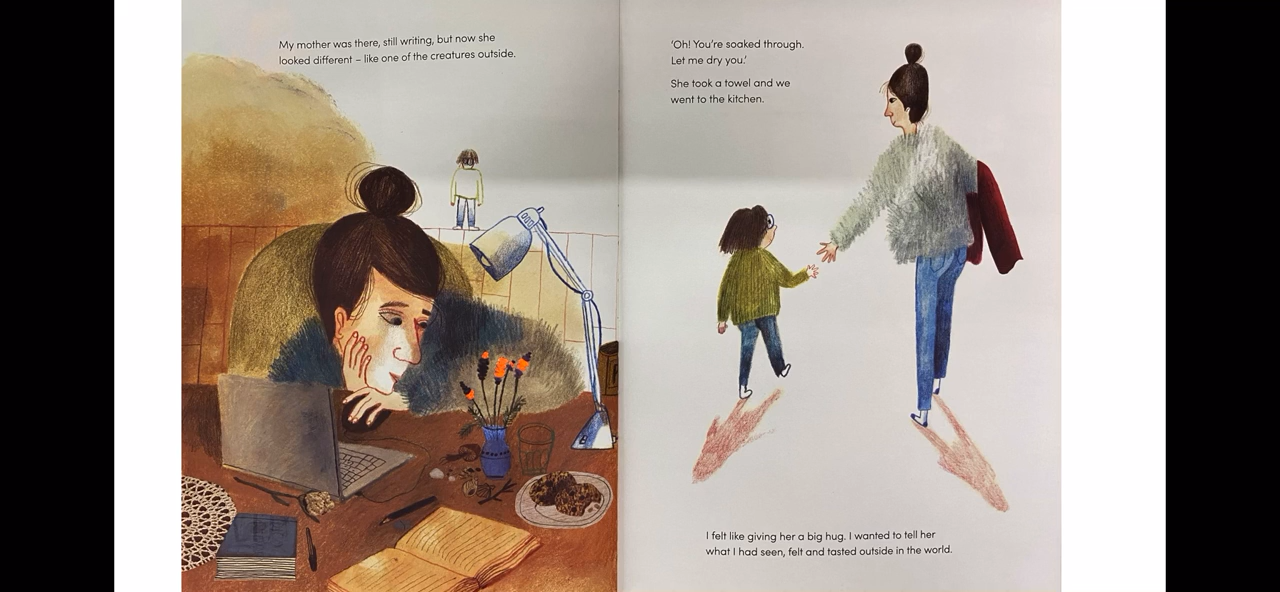 My mother was there, still writing, but now she
looked different – like one of the creatures outside.
'Oh! You're soaked through.
Let me dry you.'
She took a towel and we
went to the kitchen.
I felt like giving her a big hug. I wanted to tell her
what I had seen, felt and tasted outside in the world.